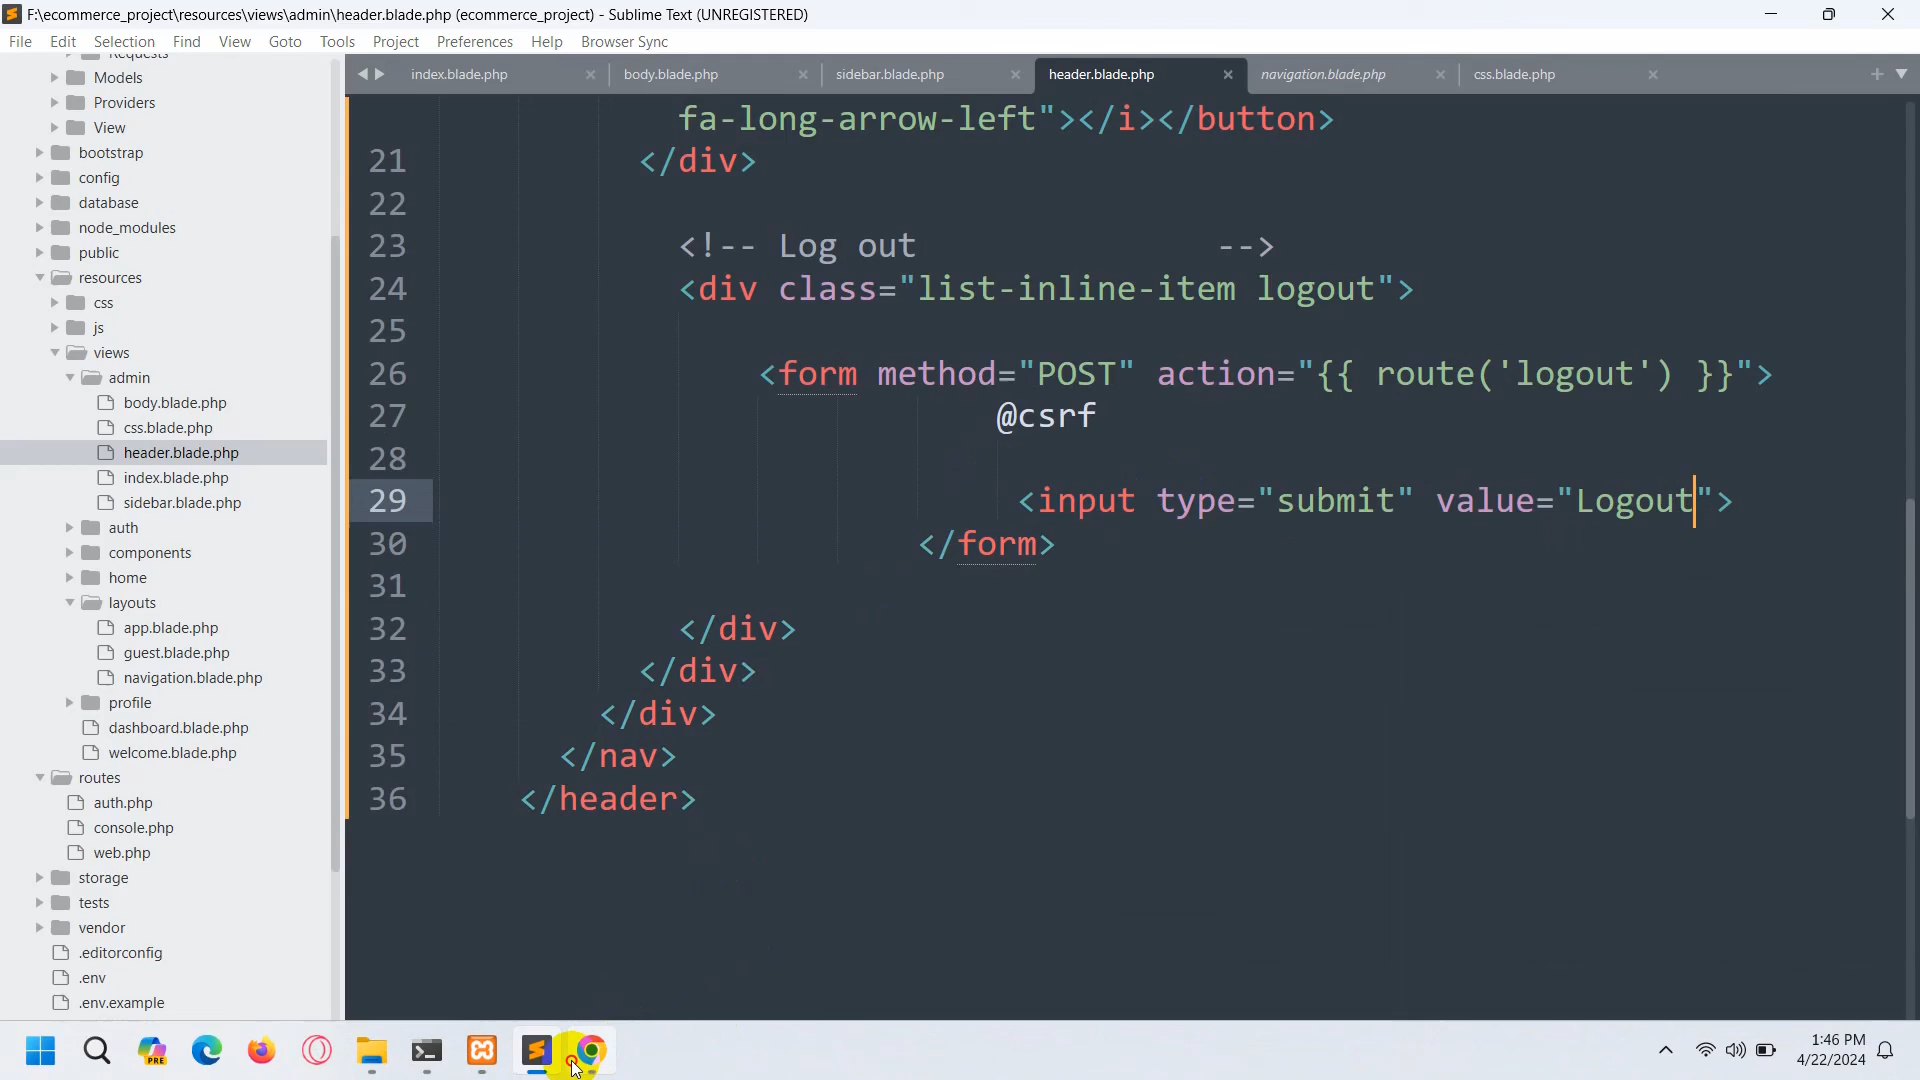 F:\ecommerce_project\resources\views\admin\header.blade.php (ecommerce_project) - Sublime Text (UNREGISTERED)
File Edit Selection Find View Goto Tools Project Preferences Help Browser Sync
Requests
Models
Providers
View
bootstrap
config
database
node_modules
public
resources
css
js
views
admin
body.blade.php
css.blade.php
header.blade.php
index.blade.php
sidebar.blade.php
auth
components
home
layouts
app.blade.php
guest.blade.php
navigation.blade.php
profile
dashboard.blade.php
welcome.blade.php
routes
auth.php
console.php
web.php
storage
tests
vendor
.editorconfig
.env
.env.example
index.blade.php body.blade.php sidebar.blade.php header.blade.php navigation.blade.php css.blade.php
fa-long-arrow-left"></i></button>
21 </div>
22
23 <!-- Log out -->
24 <div class="list-inline-item logout">
25
26 <form method="POST" action="{{ route('logout') }}">
27 @csrf
28
29 <input type="submit" value="Logout">
30 </form>
31
32 </div>
33 </div>
34 </div>
35 </nav>
36 </header>
PRE
1:46 PM
4/22/2024